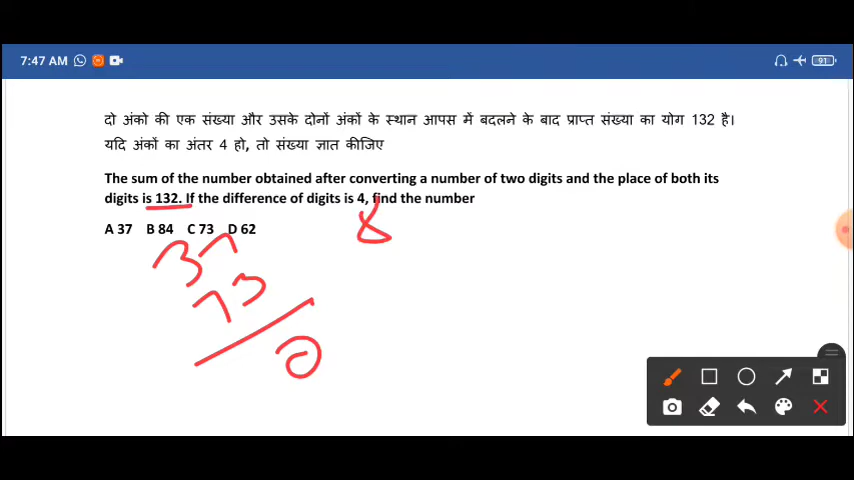 7:47 AM
91
दो अंको की एक संख्या और उसके दोनों अंकों के स्थान आपस में बदलने के बाद प्राप्त संख्या का योग 132 है।
यदि अंकों का अंतर 4 हो, तो संख्या ज्ञात कीजिए
The sum of the number obtained after converting a number of two digits and the place of both its
digits is 132. If the difference of digits is 4, find the number
A 37 B 84 C 73 D 62
37
73
0